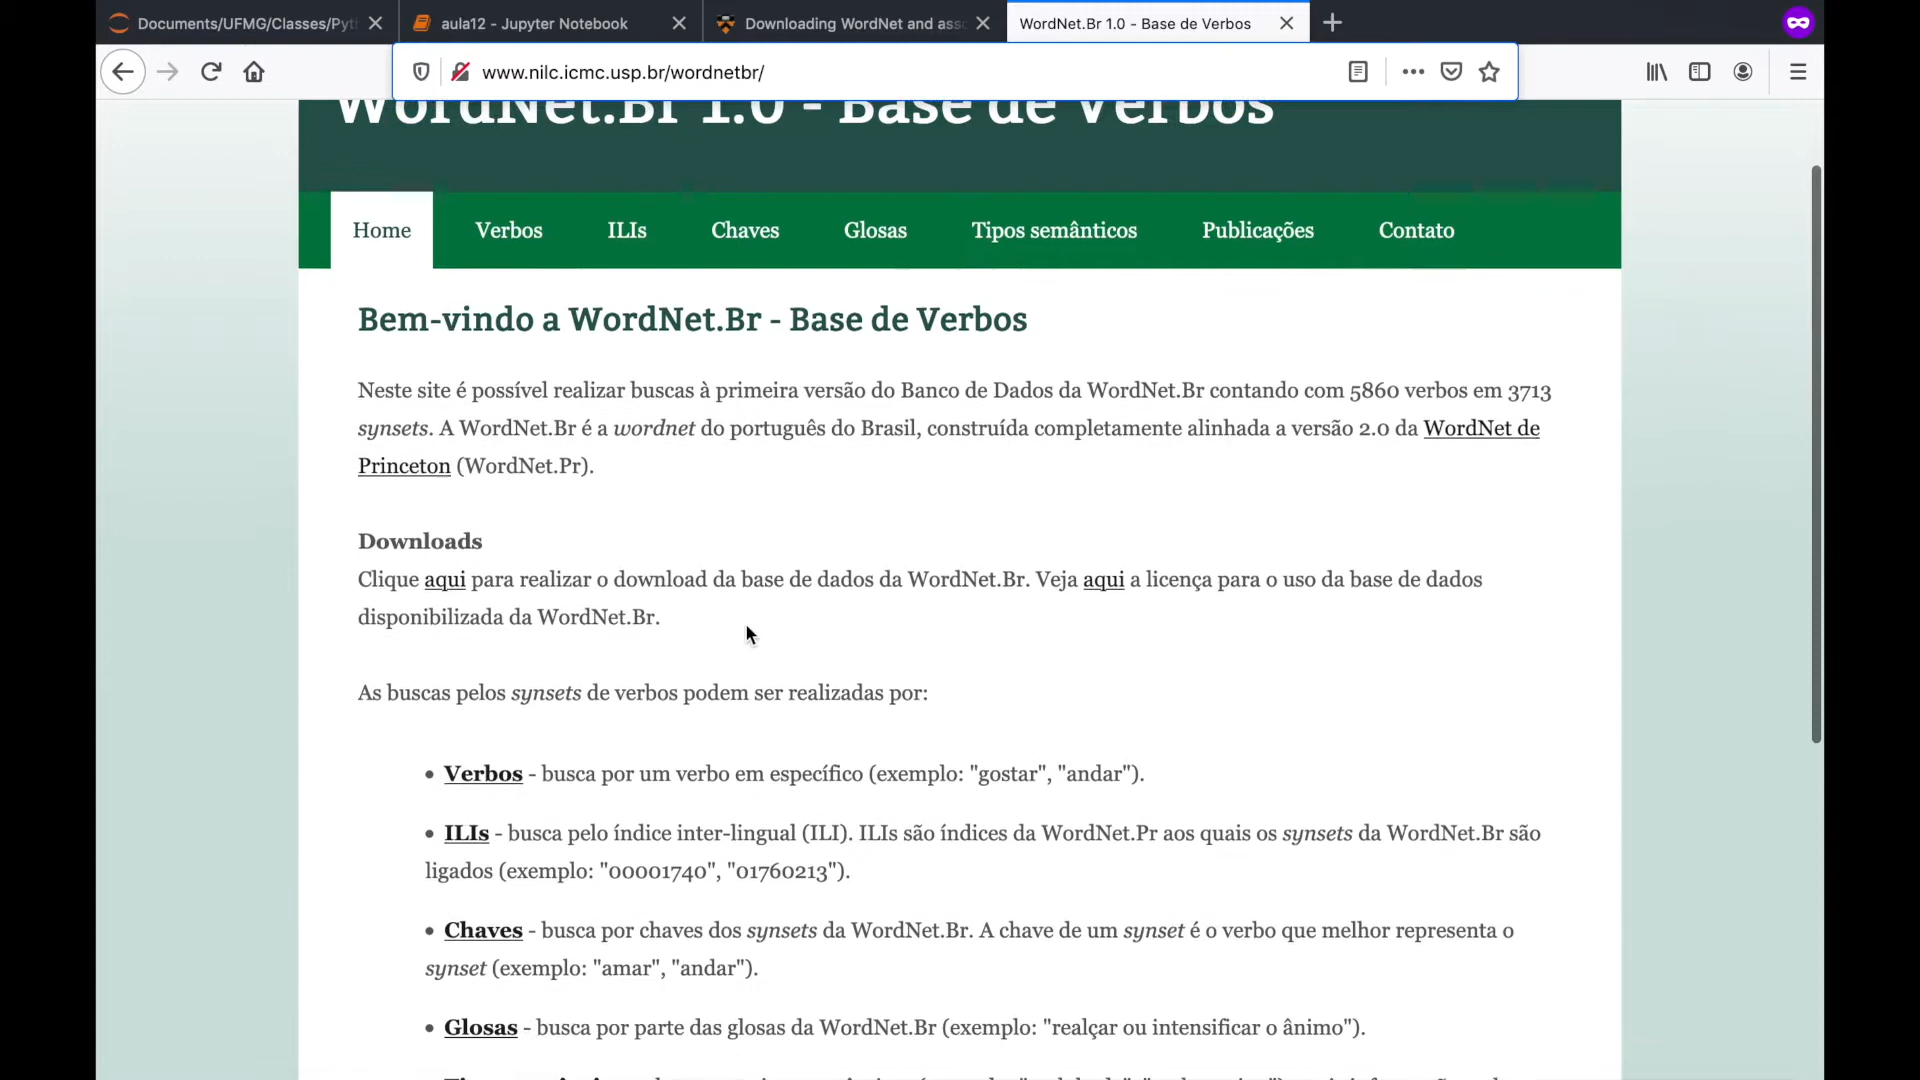 Documents/UFMG/Classes/Pyt
aula12 - Jupyter Notebook
Downloading WordNet and asso
WordNet.Br 1.0 - Base de Verbos
www.nilc.icmc.usp.br/wordnetbr/
WordNet.Br 1.0 - Base de Verbos
Home
Verbos
ILIs
Chaves
Glosas
Tipos semânticos
Publicações
Contato
Bem-vindo a WordNet.Br - Base de Verbos
Neste site é possível realizar buscas à primeira versão do Banco de Dados da WordNet.Br contando com 5860 verbos em 3713
synsets. A WordNet.Br é a wordnet do português do Brasil, construída completamente alinhada a versão 2.0 da WordNet de
Princeton (WordNet.Pr).
Downloads
Clique aqui para realizar o download da base de dados da WordNet.Br. Veja aqui a licença para o uso da base de dados
disponibilizada da WordNet.Br.
As buscas pelos synsets de verbos podem ser realizadas por:
• Verbos - busca por um verbo em específico (exemplo: "gostar", "andar").
• ILIs - busca pelo índice inter-lingual (ILI). ILIs são índices da WordNet.Pr aos quais os synsets da WordNet.Br são
ligados (exemplo: "00001740", "01760213").
• Chaves - busca por chaves dos synsets da WordNet.Br. A chave de um synset é o verbo que melhor representa o
synset (exemplo: "amar", "andar").
• Glosas - busca por parte das glosas da WordNet.Br (exemplo: "realçar ou intensificar o ânimo").